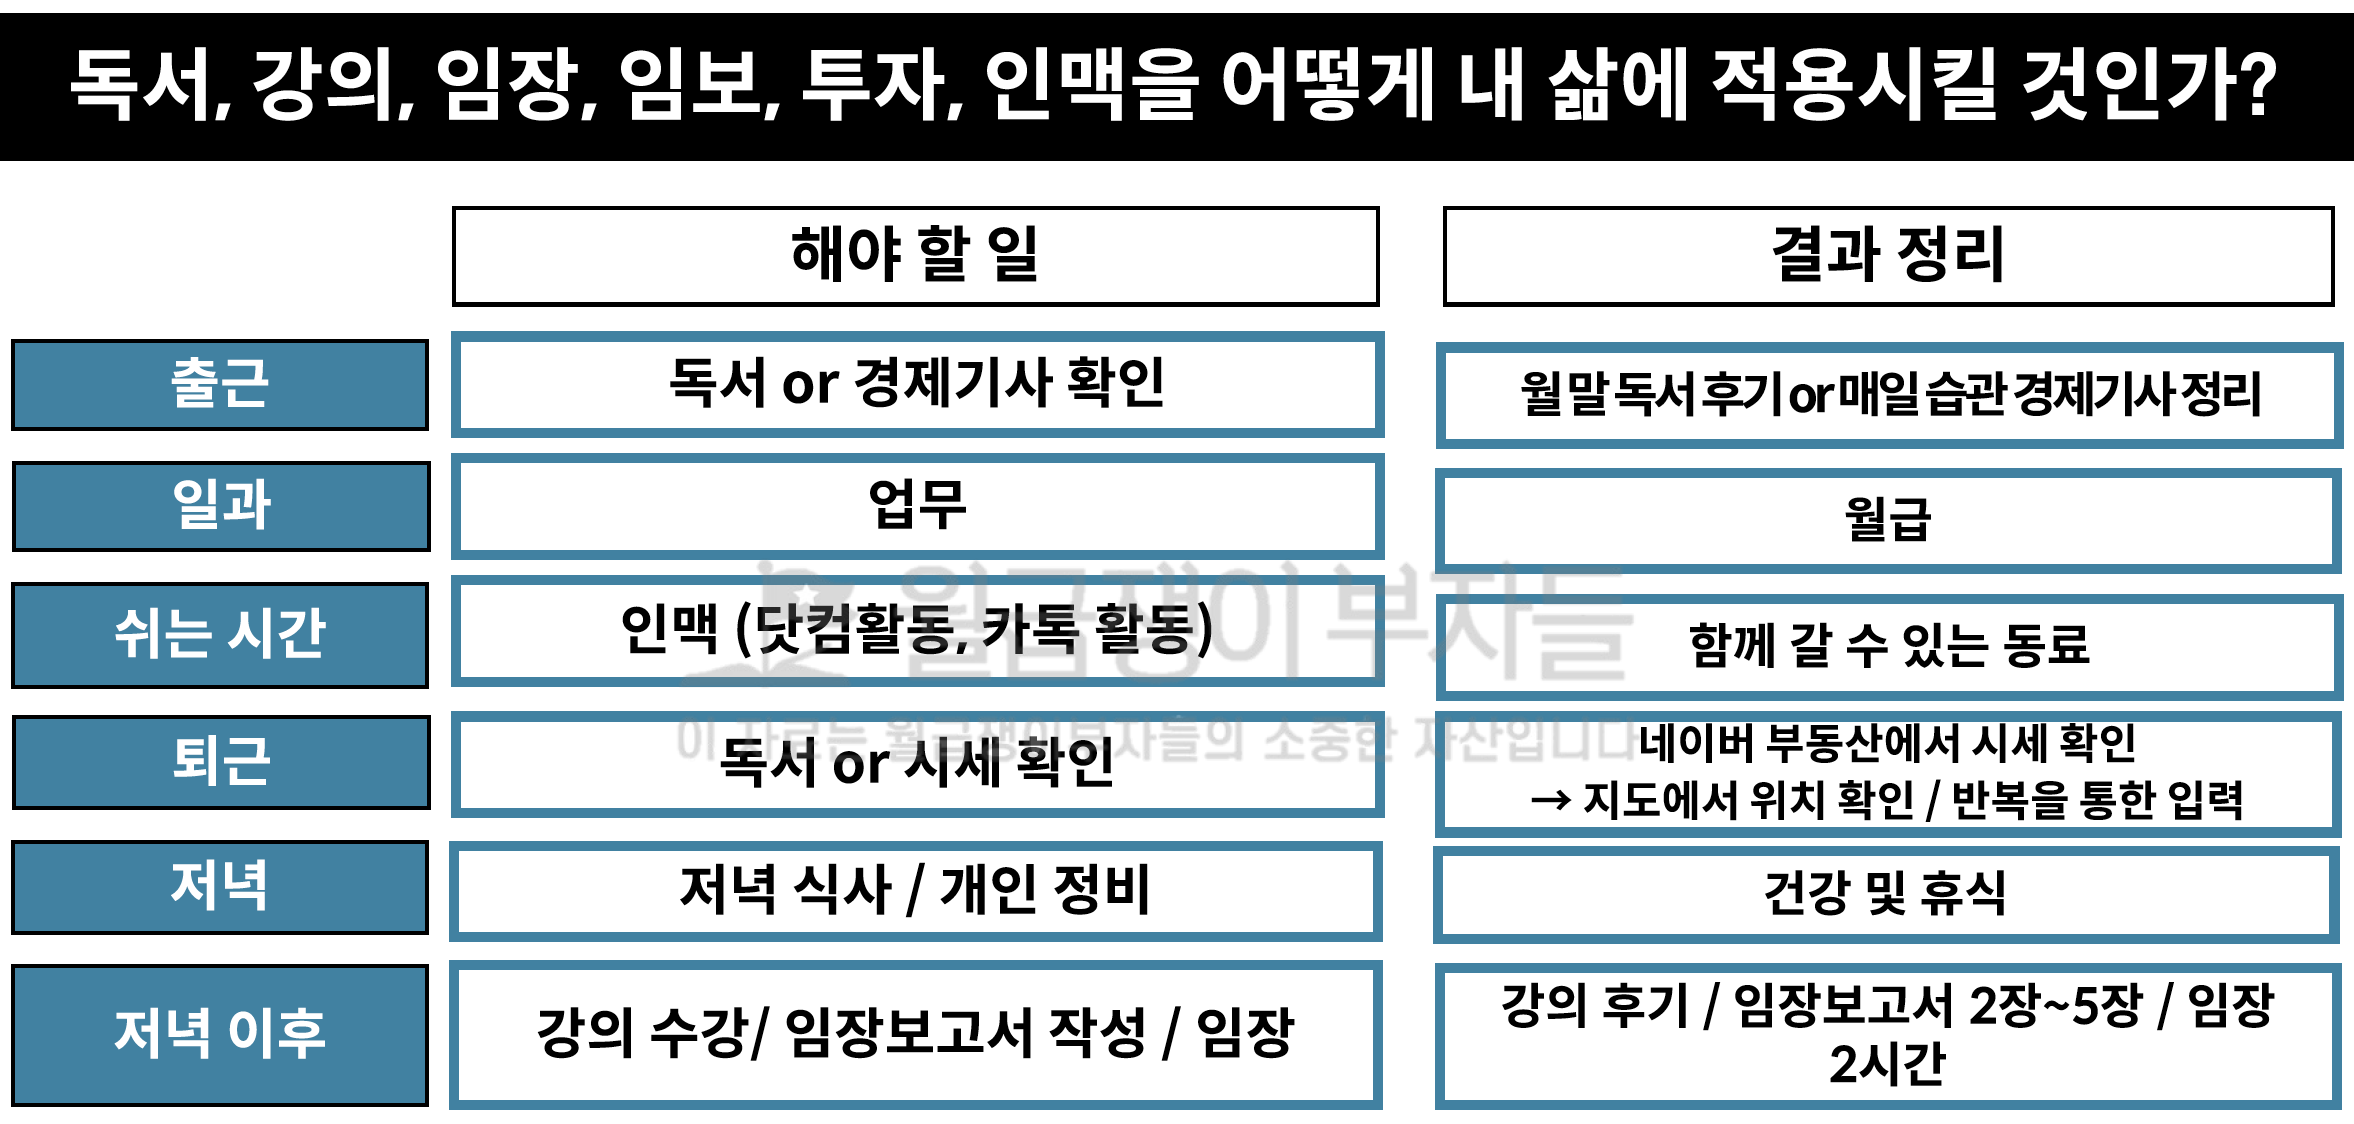 독서, 강의, 임장, 임보, 투자, 인맥을 어떻게 내 삶에 적용시킬 것인가?
해야 할 일
결과 정리
출근
독서 or 경제기사 확인
월 말 독서 후기 or 매일 습관 경제기사 정리
일과
업무
월급
쉬는 시간
인맥 (닷컴활동, 카톡 활동)
함께 갈 수 있는 동료
월급쟁이 부자들
이 자료는 월급쟁이부자들의 소중한 자산입니다
퇴근
독서 or 시세 확인
네이버 부동산에서 시세 확인
→ 지도에서 위치 확인 / 반복을 통한 입력
저녁
저녁 식사 / 개인 정비
건강 및 휴식
저녁 이후
강의 수강/ 임장보고서 작성 / 임장
강의 후기 / 임장보고서 2장~5장 / 임장
2시간